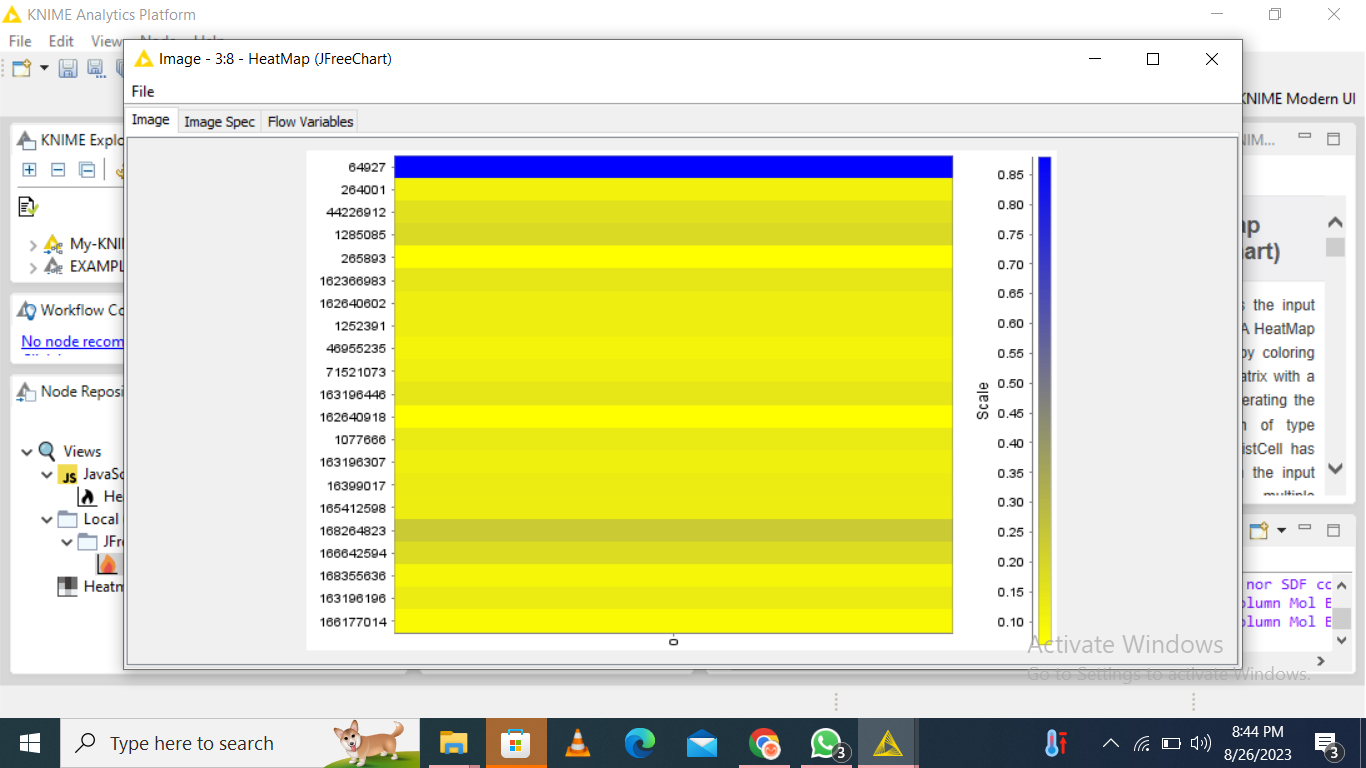 KNIME Analytics Platform
File Edit View Node Help
Image - 3:8 - HeatMap (JFreeChart)
File
Image Image Spec Flow Variables
KNIME Modern UI
KNIME Explo
My-KNI
EXAMPL
Workflow Co
No node recom
Node Reposi
Views
JavaSc
He
Local
JFre
Heatm
64927
264001
44226912
1285085
265893
162366983
162640602
1252391
46955235
71521073
163196446
162640918
1077666
163196307
16399017
165412598
168264823
166642594
168355636
163196196
166177014
0
Scale
0.85
0.80
0.75
0.70
0.65
0.60
0.55
0.50
0.45
0.40
0.35
0.30
0.25
0.20
0.15
0.10
IM...
ap
art)
the input
A HeatMap
by coloring
atrix with a
erating the
of type
istCell has
the input
multiple
nor SDF cc
olumn Mol E
olumn Mol E
Activate Windows
Go to Settings to activate Windows.
Type here to search
3
8:44 PM
8/26/2023
3